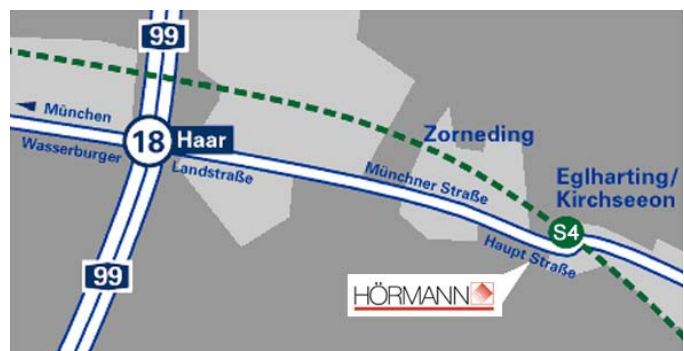 99
München
Wasserburger
18
Haar
Landstraße
Zorneding
Münchner Straße
Eglharting/
Kirchseeon
S4
Haupt Straße
99
HÖRMANN